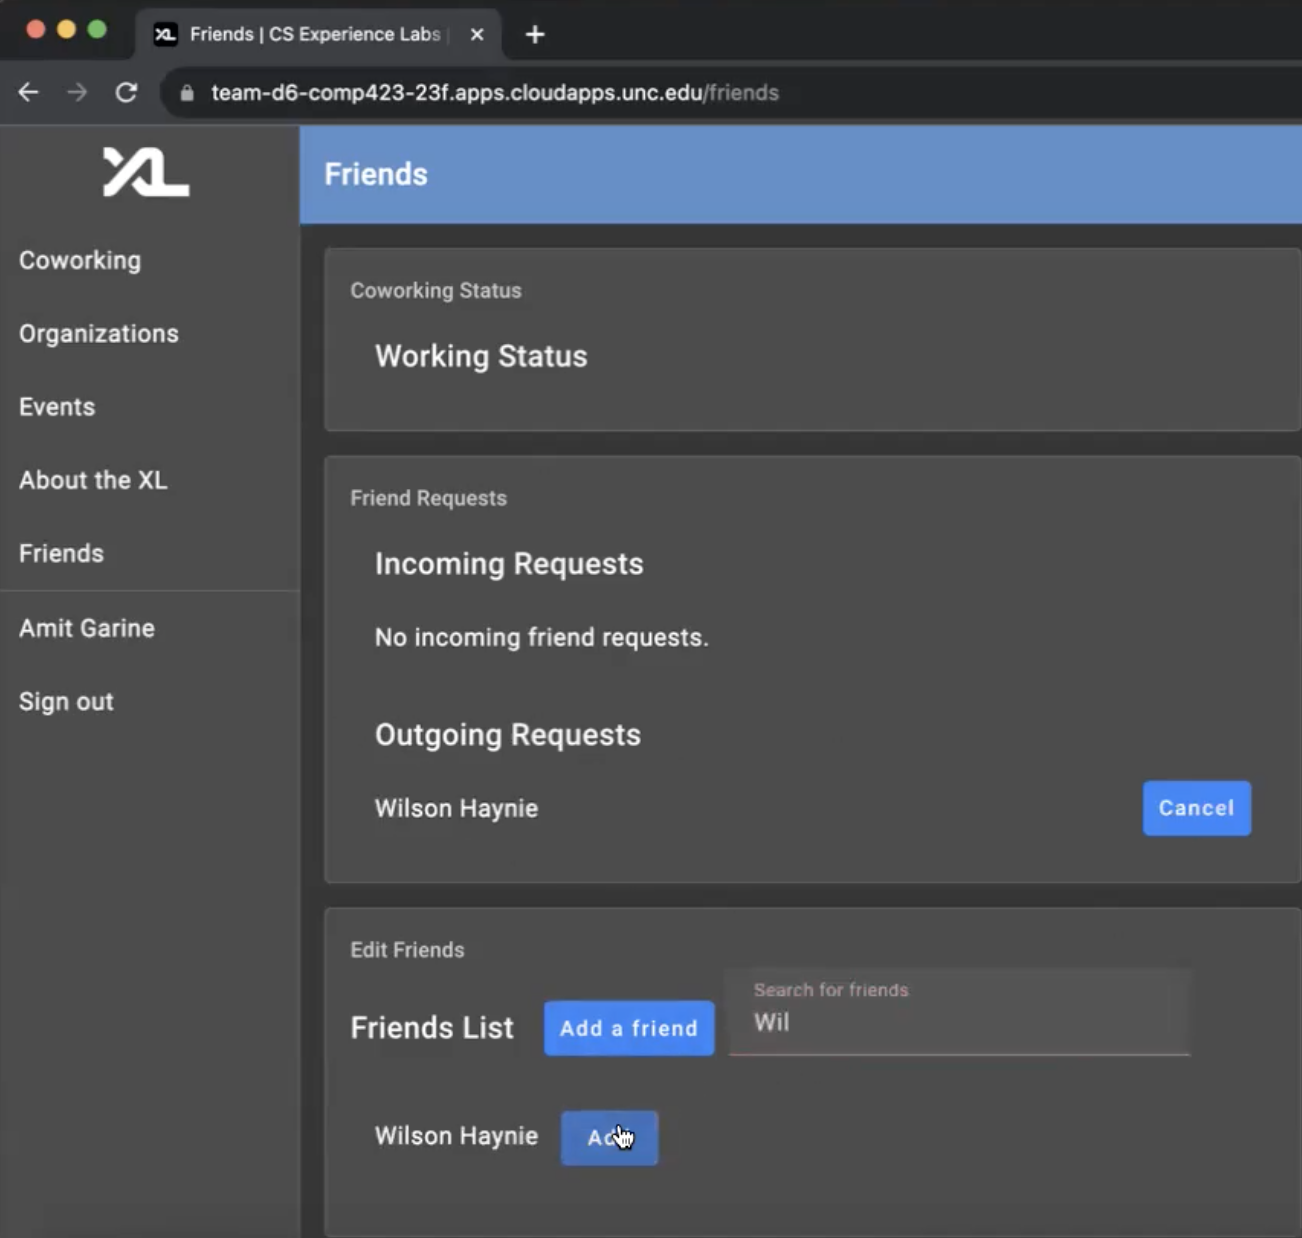 Friends | CS Experience Labs
team-d6-comp423-23f.apps.cloudapps.unc.edu/friends
XL
Friends
Coworking
Organizations
Events
About the XL
Friends
Amit Garine
Sign out
Coworking Status
Working Status
Friend Requests
Incoming Requests
No incoming friend requests.
Outgoing Requests
Wilson Haynie
Cancel
Edit Friends
Friends List
Add a friend
Search for friends
Wil
Wilson Haynie